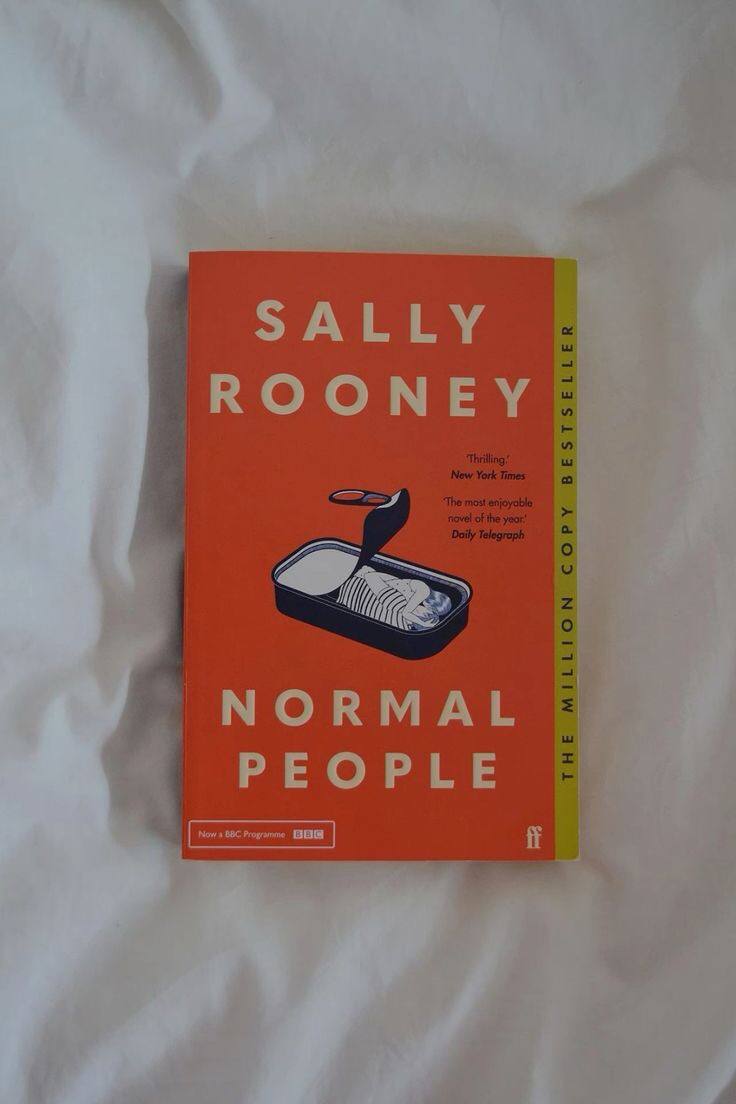 SALLY
ROONEY
'Thrilling.'
New York Times
'The most enjoyable
novel of the year.'
Daily Telegraph
NORMAL
PEOPLE
Now a BBC Programme BBC
ff
THE MILLION COPY BESTSELLER